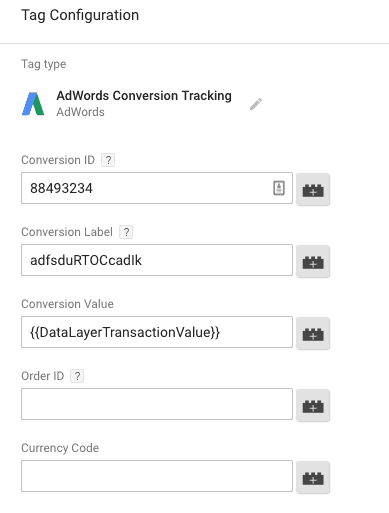 Tag Configuration
Tag type
AdWords Conversion Tracking
AdWords
Conversion ID ?
88493234
Conversion Label ?
adfsduRTOCcadIk
Conversion Value
{{DataLayerTransactionValue}}
Order ID ?
Currency Code